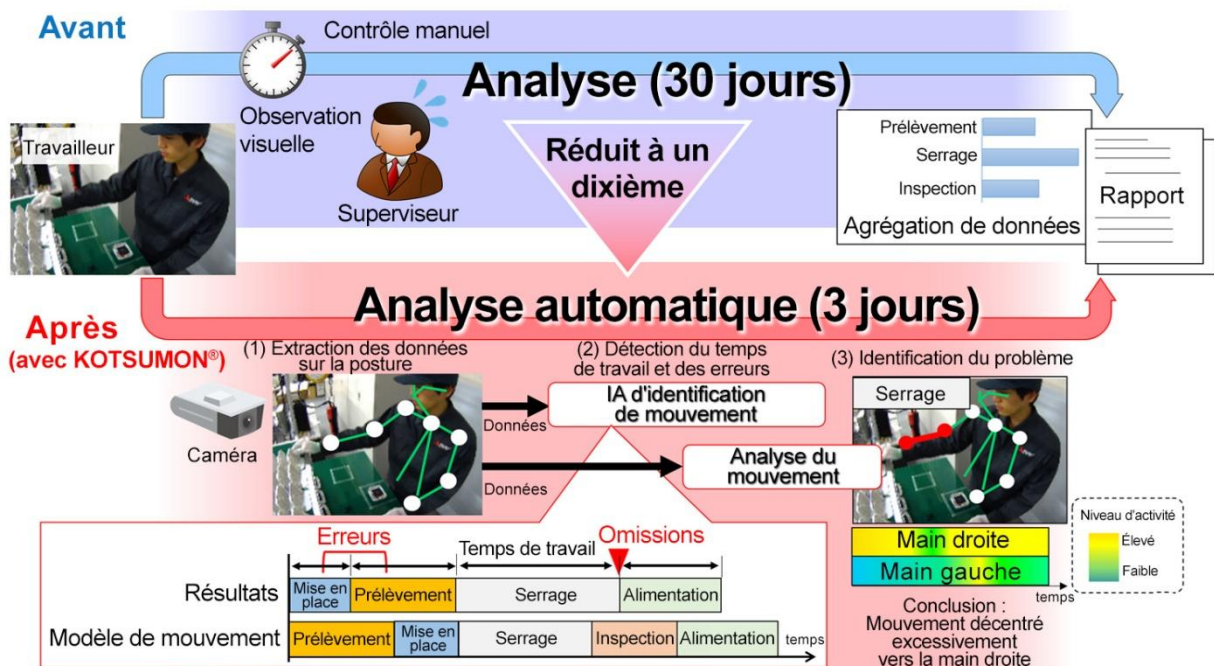 Avant
Contrôle manuel
Analyse (30 jours)
Observation
visuelle
Travailleur
Superviseur
Réduit à un
dixième
Prélèvement
Serrage
Inspection
Agrégation de données
Rapport
Analyse automatique (3 jours)
Après
(avec KOTSUMON®)
(1) Extraction des données
sur la posture
(2) Détection du temps
de travail et des erreurs
(3) Identification du problème
Caméra
Données
IA d'identification
de mouvement
Données
Analyse du
mouvement
Serrage
Niveau d'activité
Élevé
Faible
Main droite
Main gauche
temps
Conclusion :
Mouvement décentré
excessivement
vers la main droite
Erreurs
Temps de travail
Omissions
Résultats
Mise en
place
Prélèvement
Serrage
Alimentation
Modèle de mouvement
Prélèvement
Mise en
place
Serrage
Inspection
Alimentation
temps